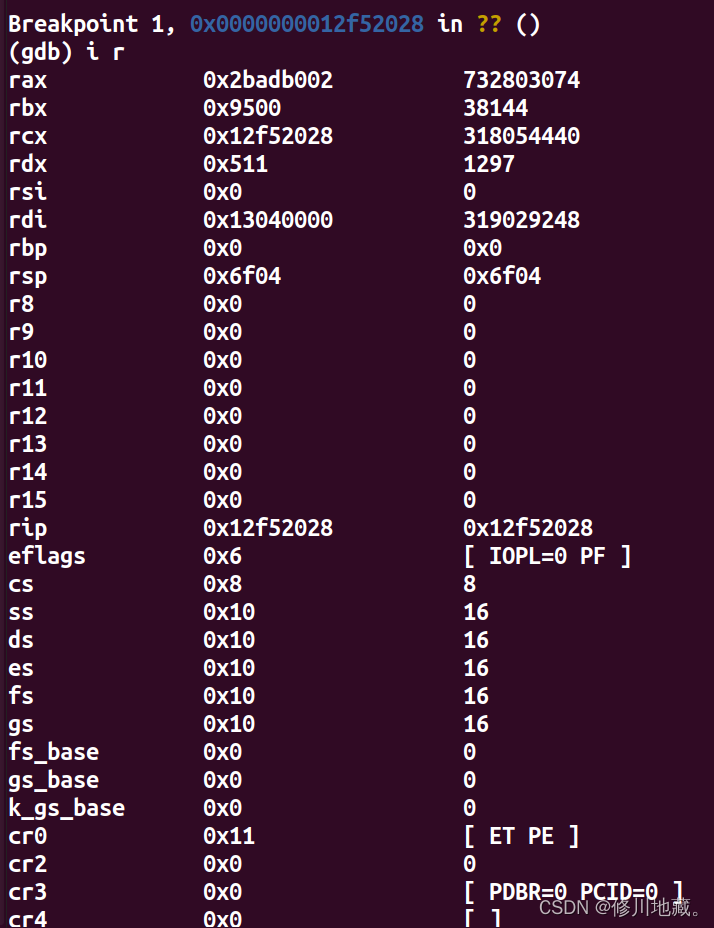 Breakpoint 1, 0x0000000012f52028 in ?? ()
(gdb) i r
rax 0x2badb002 732803074
rbx 0x9500 38144
rcx 0x12f52028 318054440
rdx 0x511 1297
rsi 0x0 0
rdi 0x13040000 319029248
rbp 0x0 0x0
rsp 0x6f04 0x6f04
r8 0x0 0
r9 0x0 0
r10 0x0 0
r11 0x0 0
r12 0x0 0
r13 0x0 0
r14 0x0 0
r15 0x0 0
rip 0x12f52028 0x12f52028
eflags 0x6 [ IOPL=0 PF ]
cs 0x8 8
ss 0x10 16
ds 0x10 16
es 0x10 16
fs 0x10 16
gs 0x10 16
fs_base 0x0 0
gs_base 0x0 0
k_gs_base 0x0 0
cr0 0x11 [ ET PE ]
cr2 0x0 0
cr3 0x0 [ PDBR=0 PCID=0 ]
cr4 0x0 [ ]
CSDN @修川地藏。